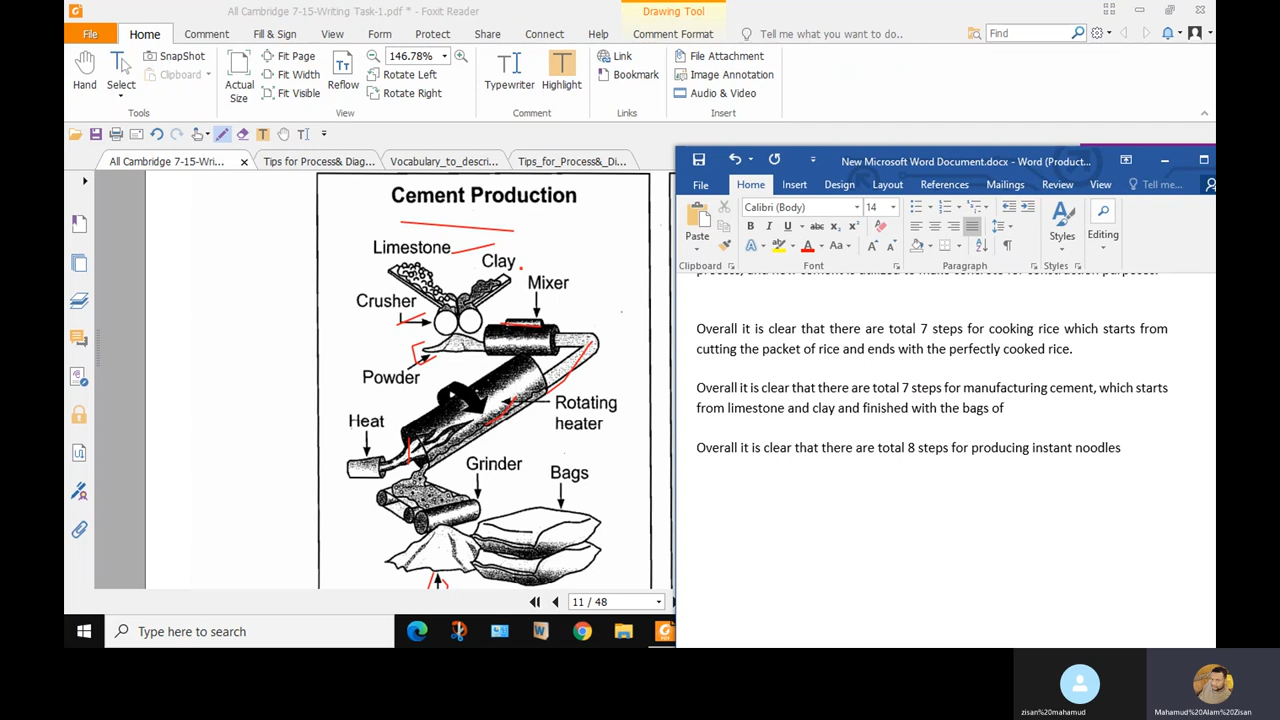 All Cambridge 7-15-Writing Task-1.pdf * - Foxit Reader
Drawing Tool
File Home Comment Fill & Sign View Form Protect Share Connect Help Comment Format Tell me what you want to do.. Find
SnapShot Fit Page 146.78% Link File Attachment
Clipboard Fit Width Rotate Left Bookmark Image Annotation
Fit Visible Rotate Right Audio & Video
Hand Select Actual Size Reflow Typewriter Highlight
Tools View Comment Links Insert
All Cambridge 7-15-Wri... Tips for Process& Diag... Vocabulary_to_descri... Tips_for_Process&_Di...
Cement Production
Limestone
Clay
Mixer
Crusher
Powder
Rotating
heater
Heat
Grinder
Bags
11 / 48
New Microsoft Word Document.docx - Word (Product...
File Home Insert Design Layout References Mailings Review View Tell me...
Calibri (Body) 14
Paste Styles Editing
Clipboard Font Paragraph Styles
Overall it is clear that there are total 7 steps for cooking rice which starts from
cutting the packet of rice and ends with the perfectly cooked rice.
Overall it is clear that there are total 7 steps for manufacturing cement, which starts
from limestone and clay and finished with the bags of
Overall it is clear that there are total 8 steps for producing instant noodles
Type here to search
zisan%20mahamud
Mahamud%20Alam%20Zisan